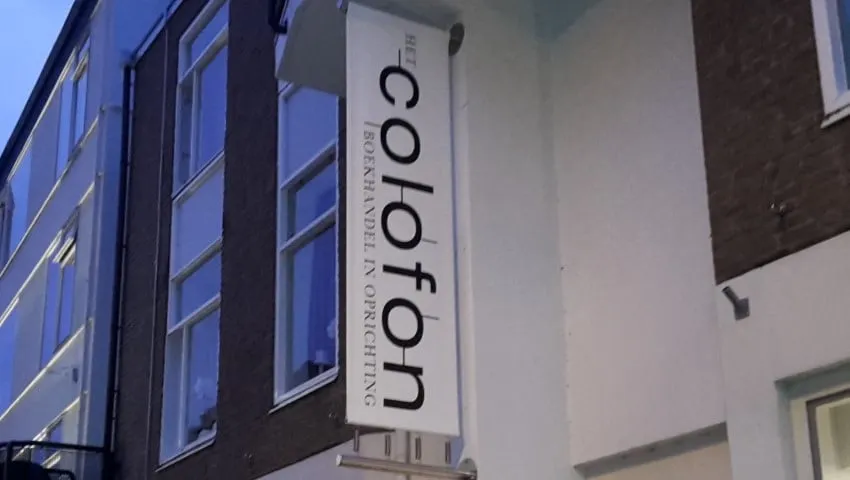 HET
colofon
BOEKHANDEL IN OPRICHTING